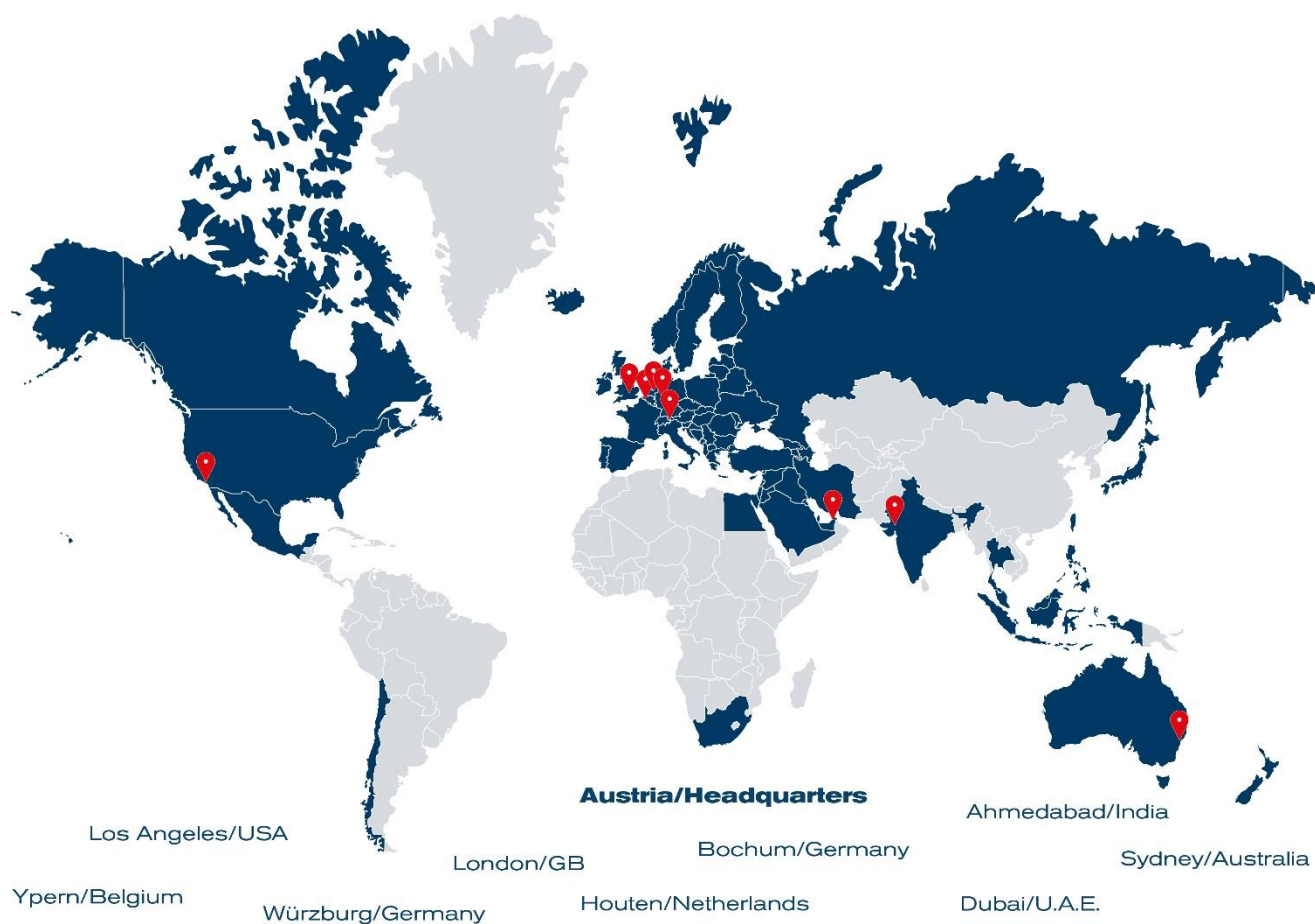 Austria/Headquarters
Ahmedabad/India
Los Angeles/USA
Bochum/Germany
London/GB
Sydney/Australia
Ypern/Belgium
Houten/Netherlands
Dubai/U.A.E.
Würzburg/Germany